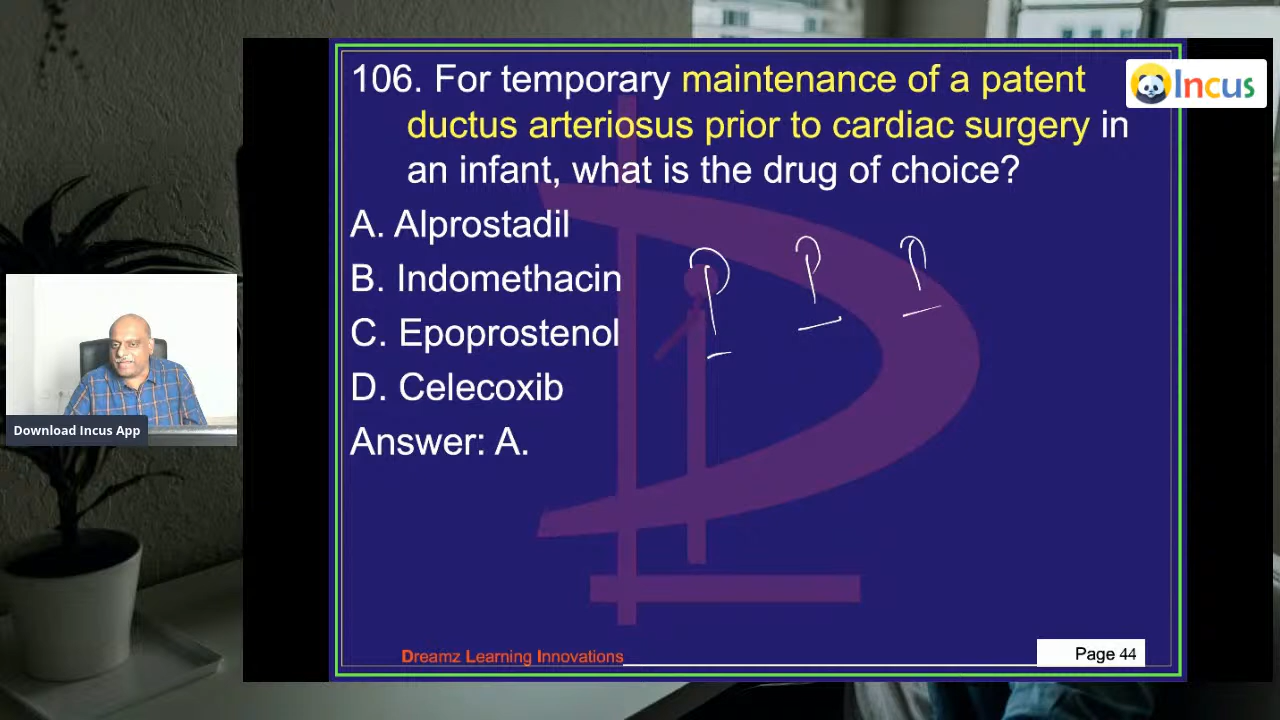 106. For temporary maintenance of a patent
ductus arteriosus prior to cardiac surgery in
an infant, what is the drug of choice?
A. Alprostadil
B. Indomethacin
C. Epoprostenol
D. Celecoxib
Answer: A.
Incus
P P P
Download Incus App
Dreamz Learning Innovations
Page 44